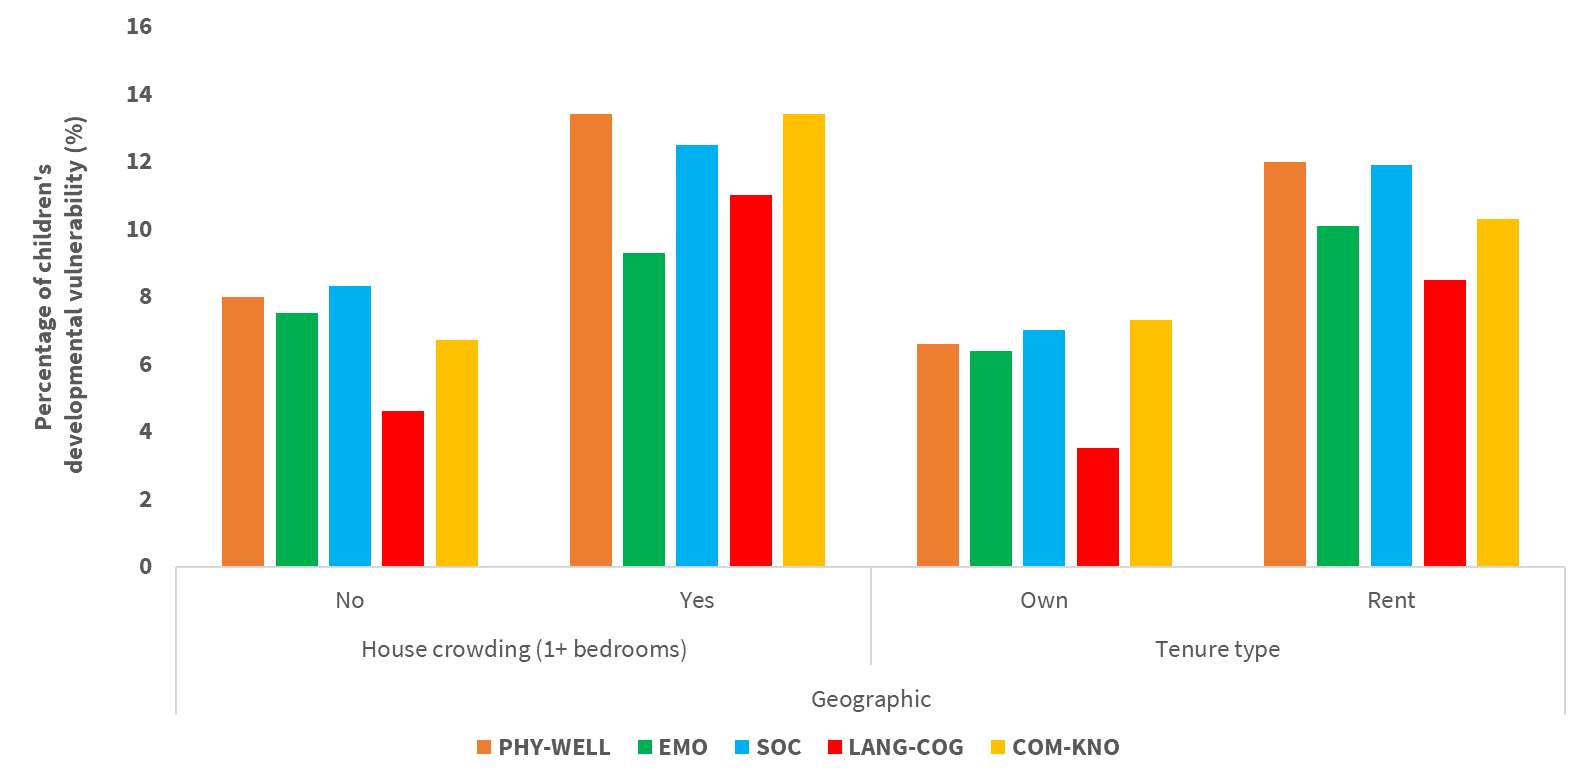 16
14
12
10
8
6
4
2
0
Percentage of children's
developmental vulnerability (%)
No
Yes
Own
Rent
House crowding (1+ bedrooms)
Tenure type
Geographic
PHY-WELL
EMO
SOC
LANG-COG
COM-KNO